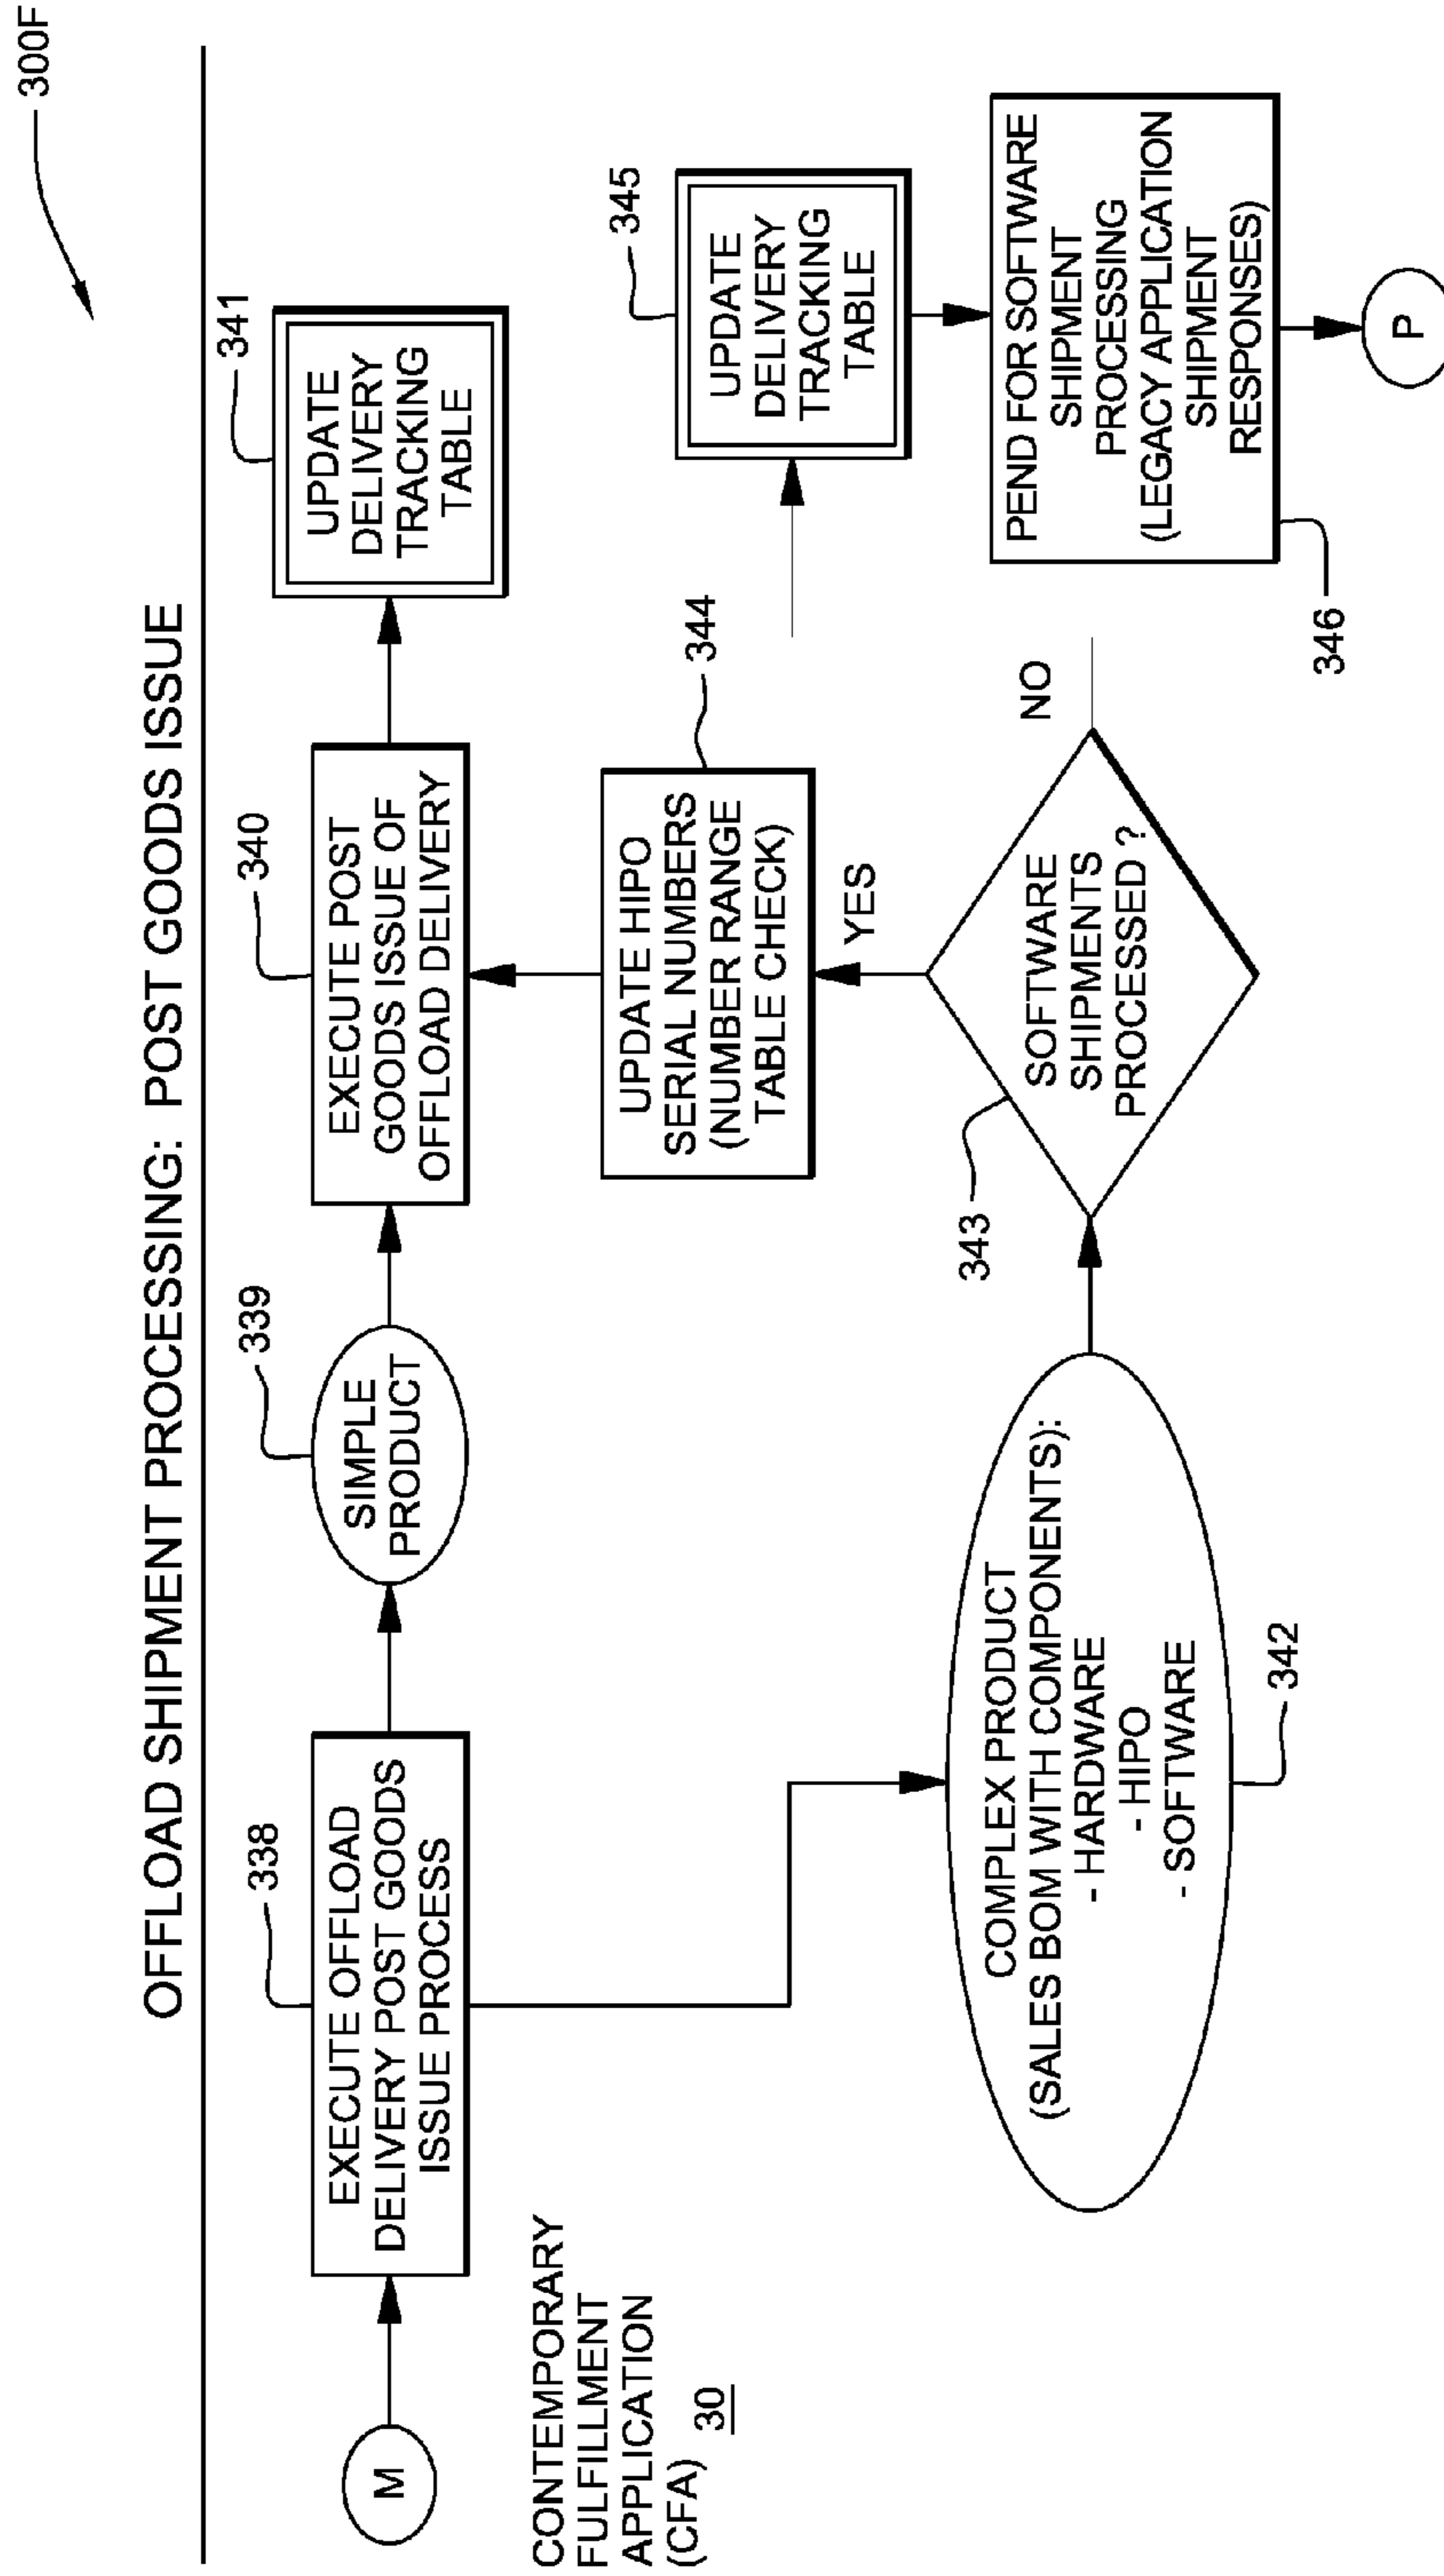 300F
OFFLOAD SHIPMENT PROCESSING: POST GOODS ISSUE
M
338
EXECUTE OFFLOAD
DELIVERY POST GOODS
ISSUE PROCESS
339
SIMPLE
PRODUCT
340
EXECUTE POST
GOODS ISSUE OF
OFFLOAD DELIVERY
341
UPDATE
DELIVERY
TRACKING
TABLE
CONTEMPORARY
FULFILLMENT
APPLICATION
(CFA)
30
344
UPDATE HIPO
SERIAL NUMBERS
(NUMBER RANGE
TABLE CHECK)
YES
345
UPDATE
DELIVERY
TRACKING
TABLE
COMPLEX PRODUCT
(SALES BOM WITH COMPONENTS):
- HARDWARE
- HIPO
- SOFTWARE
342
343
SOFTWARE
SHIPMENTS
PROCESSED ?
NO
PEND FOR SOFTWARE
SHIPMENT
PROCESSING
(LEGACY APPLICATION
SHIPMENT
RESPONSES)
346
P